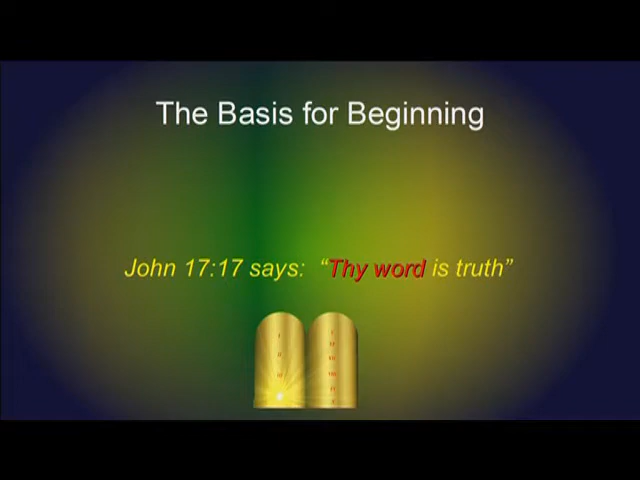 The Basis for Beginning
John 17:17 says:  “Thy word is truth”